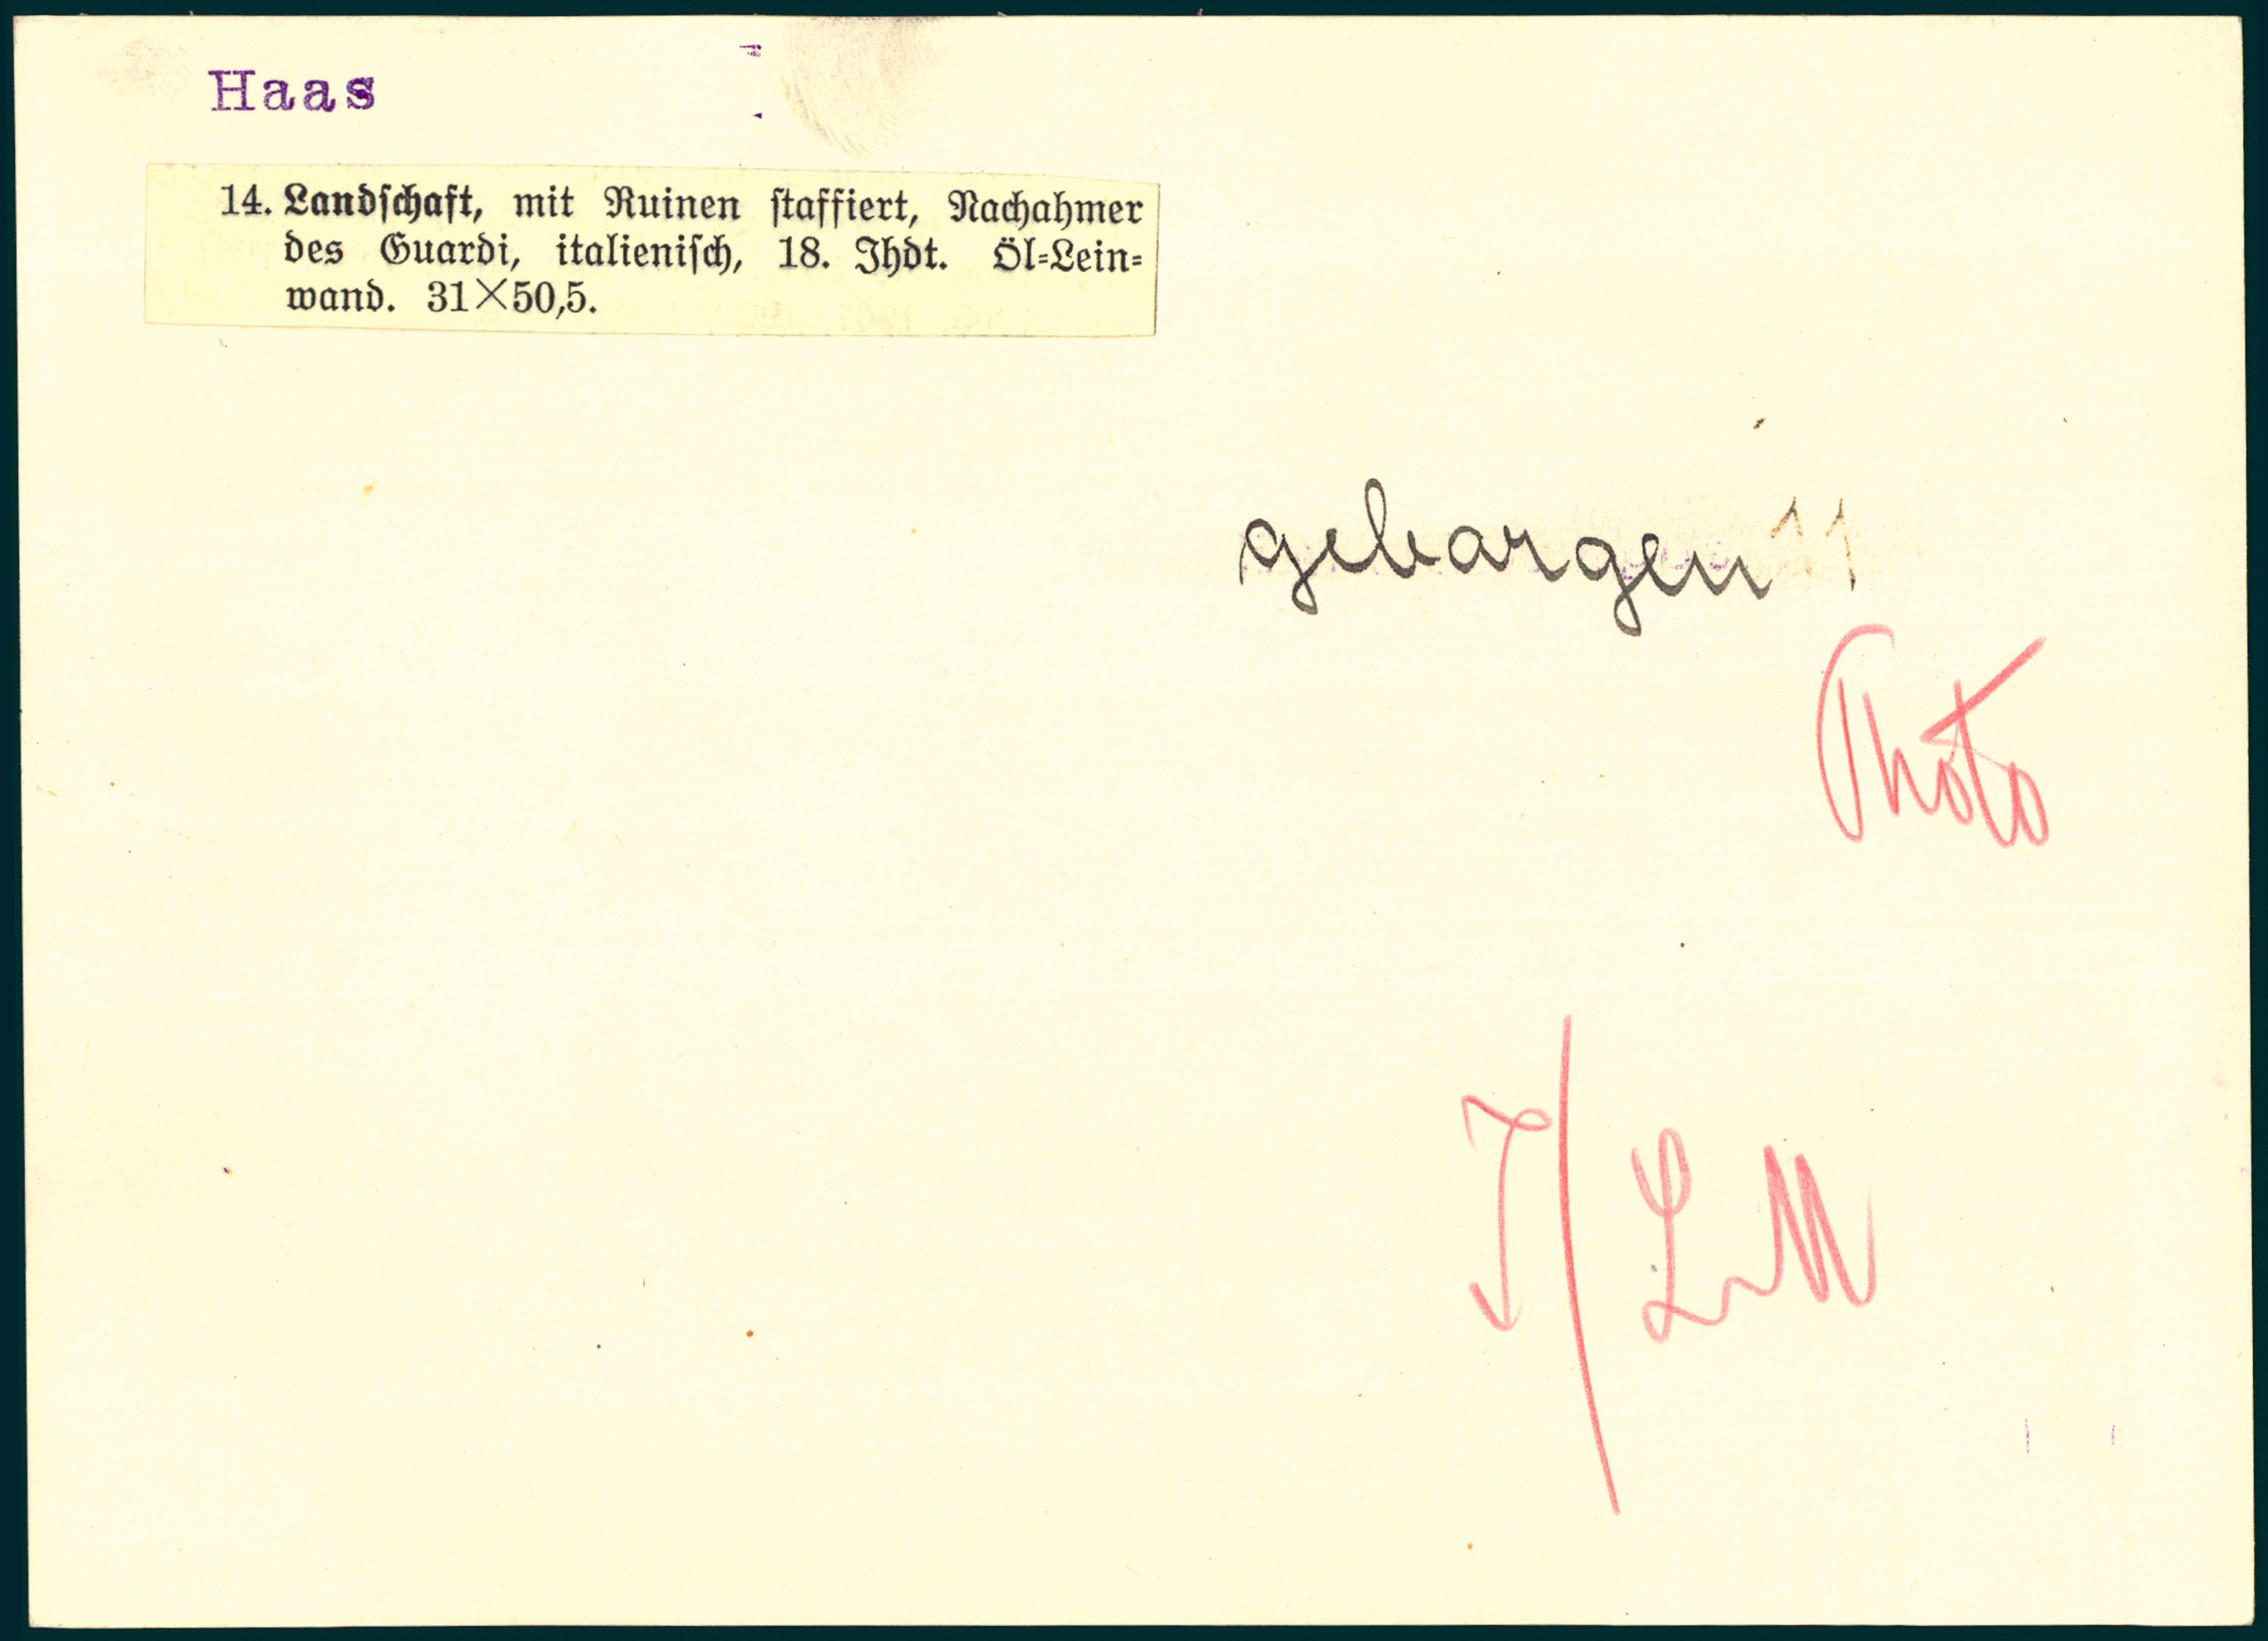 Haas
14. Landſchaft, mit Ruinen ſtaffiert, Nachahmer
des Guardi, italieniſch, 18. Jhdt. Öl-Lein-
wand. 31×50,5.
geborgen
Photo
J/LM